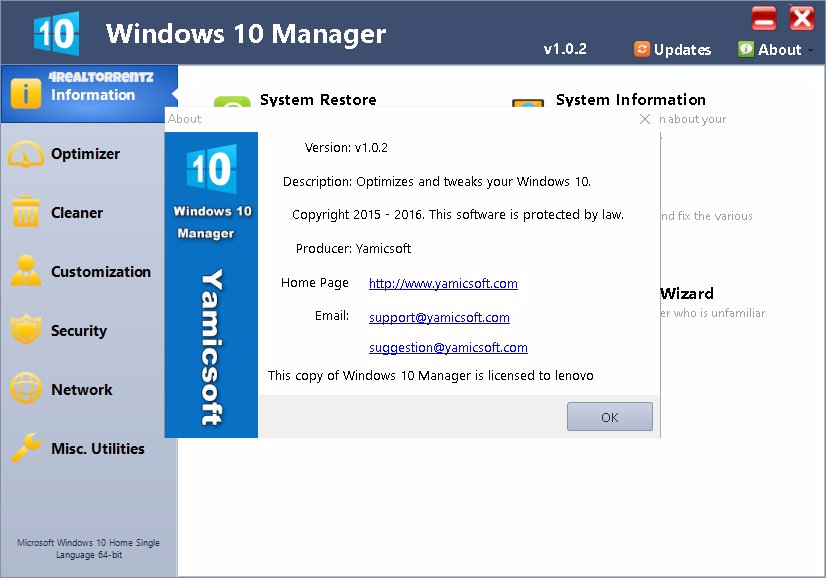 10
Windows 10 Manager
v1.0.2
Updates
About
4REALTORRENTZ
Information
Optimizer
Cleaner
Customization
Security
Network
Misc. Utilities
Microsoft Windows 10 Home Single
Language 64-bit
System Restore
System Information
n about your
nd fix the various
Wizard
er who is unfamiliar
About
10
Windows 10
Manager
Yamicsoft
Version: v1.0.2
Description: Optimizes and tweaks your Windows 10.
Copyright 2015 - 2016. This software is protected by law.
Producer: Yamicsoft
Home Page http://www.yamicsoft.com
Email: support@yamicsoft.com
suggestion@yamicsoft.com
This copy of Windows 10 Manager is licensed to lenovo
OK